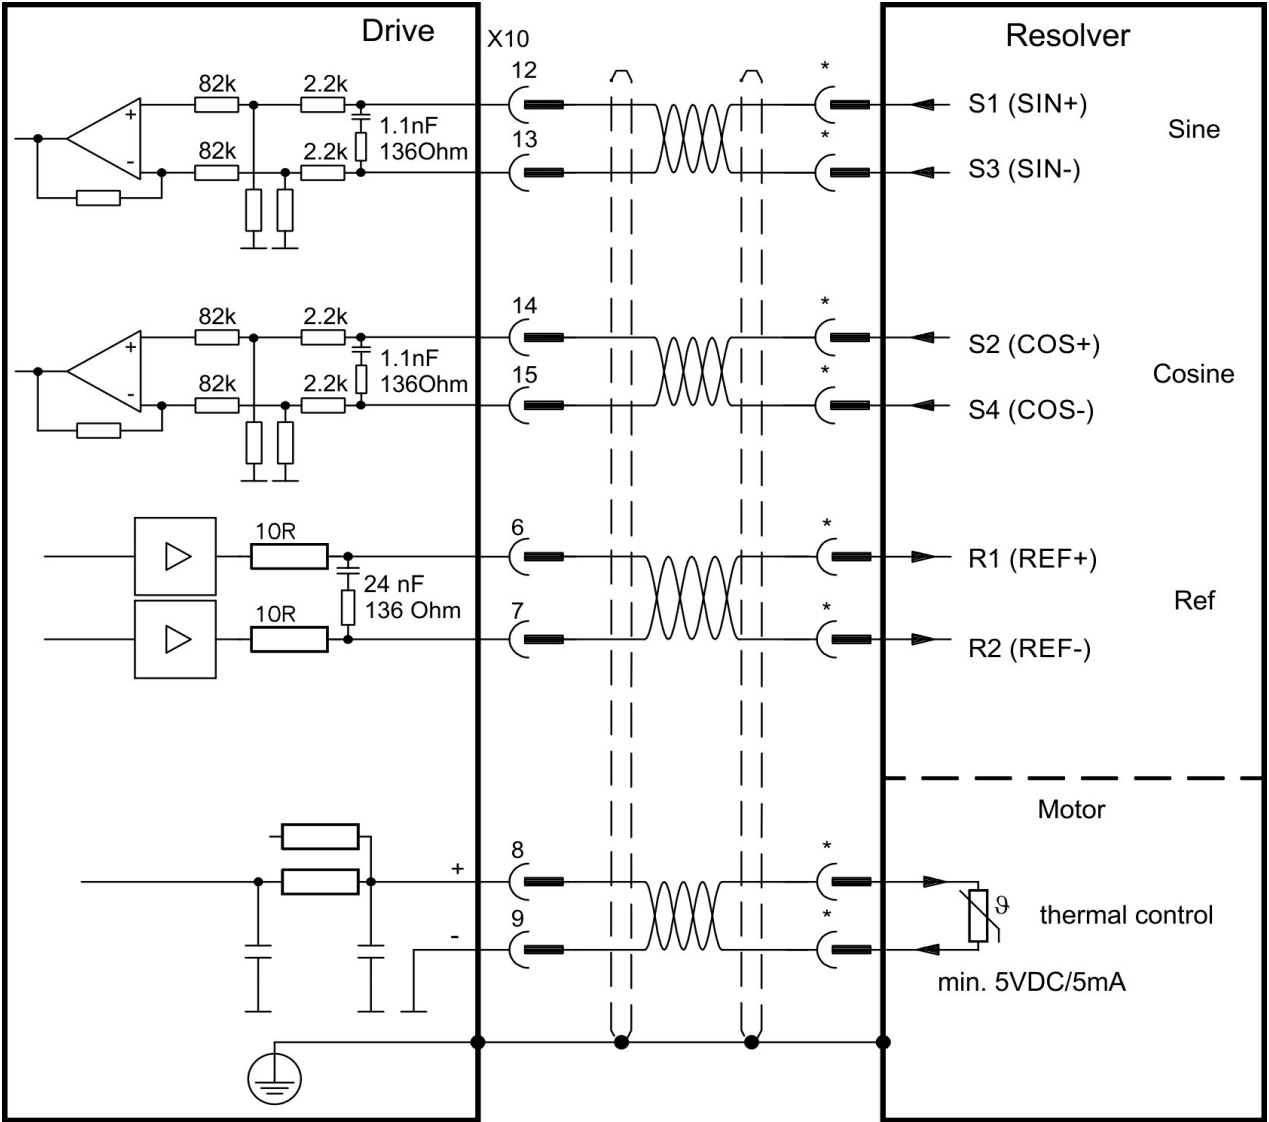 Drive
X10
Resolver
82k
2.2k
12
*
S1 (SIN+)
+
1.1nF
136Ohm
Sine
-
82k
2.2k
13
*
S3 (SIN-)
82k
2.2k
14
*
S2 (COS+)
+
1.1nF
136Ohm
Cosine
-
82k
2.2k
15
*
S4 (COS-)
10R
6
*
R1 (REF+)
24 nF
136 Ohm
Ref
10R
7
*
R2 (REF-)
Motor
+
8
*
ϑ
thermal control
-
9
*
min. 5VDC/5mA